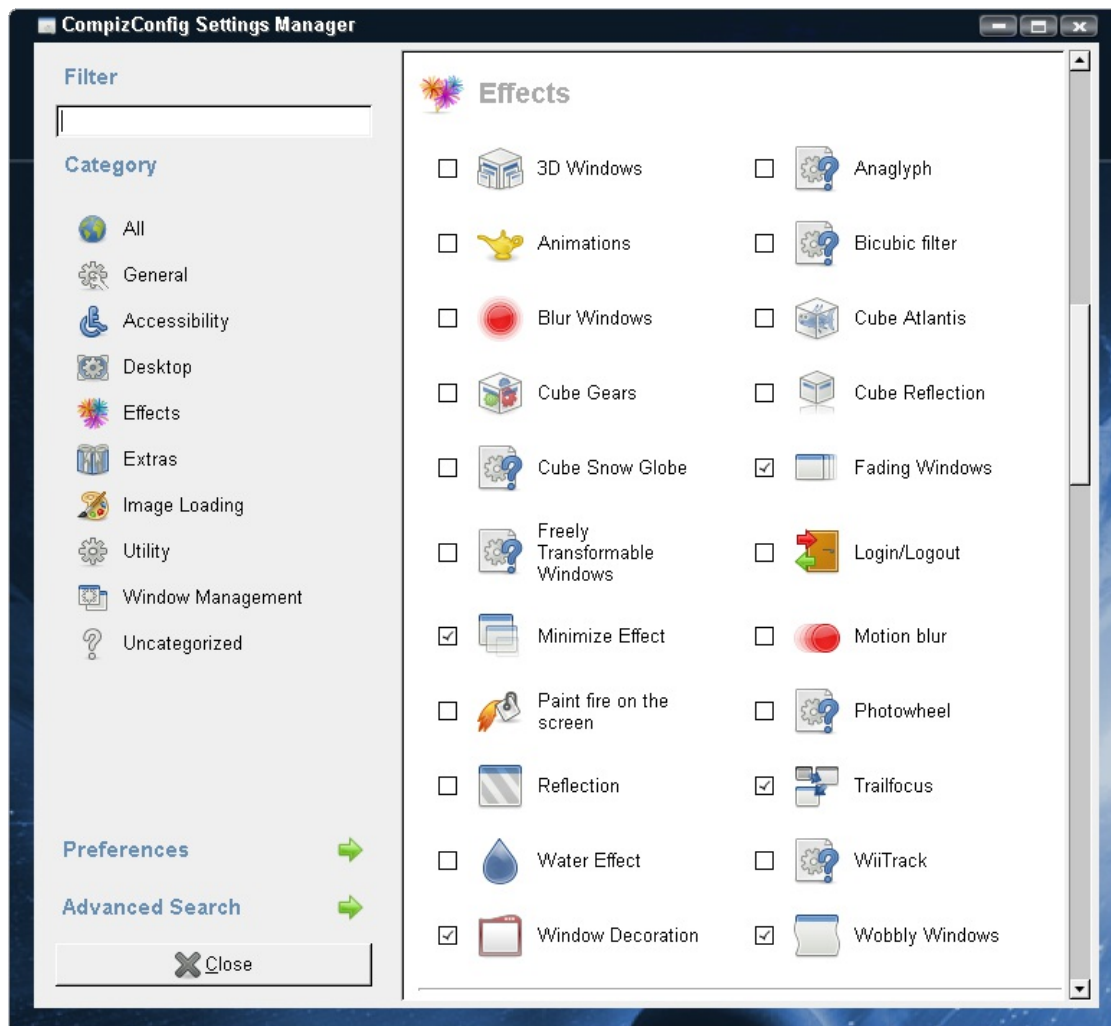 CompizConfig Settings Manager
Filter
Category
All
General
Accessibility
Desktop
Effects
Extras
Image Loading
Utility
Window Management
Uncategorized
Preferences
Advanced Search
Close
Effects
3D Windows
Anaglyph
Animations
Bicubic filter
Blur Windows
Cube Atlantis
Cube Gears
Cube Reflection
Cube Snow Globe
Fading Windows
Freely
Transformable
Windows
Login/Logout
Minimize Effect
Motion blur
Paint fire on the
screen
Photowheel
Reflection
Trailfocus
Water Effect
WiiTrack
Window Decoration
Wobbly Windows